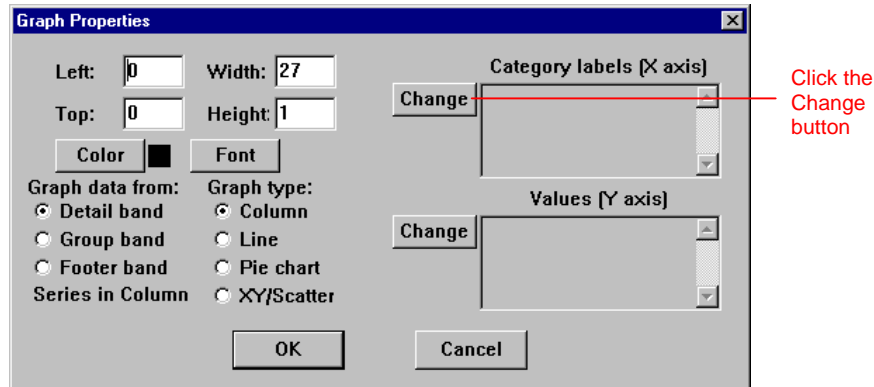 Graph Properties
Left: 0 Width: 27
Top: 0 Height: 1
Color Font
Graph data from: Graph type:
Detail band Column
Group band Line
Footer band Pie chart
Series in Column XY/Scatter
Category labels (X axis)
Change
Values (Y axis)
Change
OK Cancel
Click the
Change
button